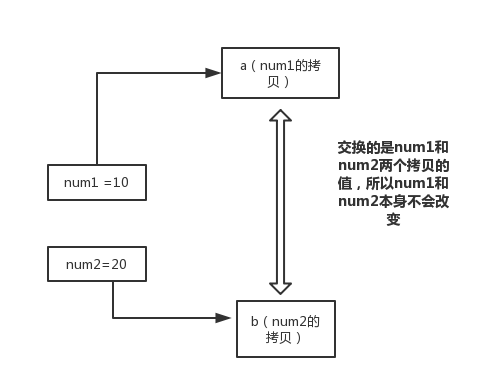 a（num1的拷
贝）
num1 =10
交换的是num1和
num2两个拷贝的
值，所以num1和
num2本身不会改
变
num2=20
b（num2的
拷贝）